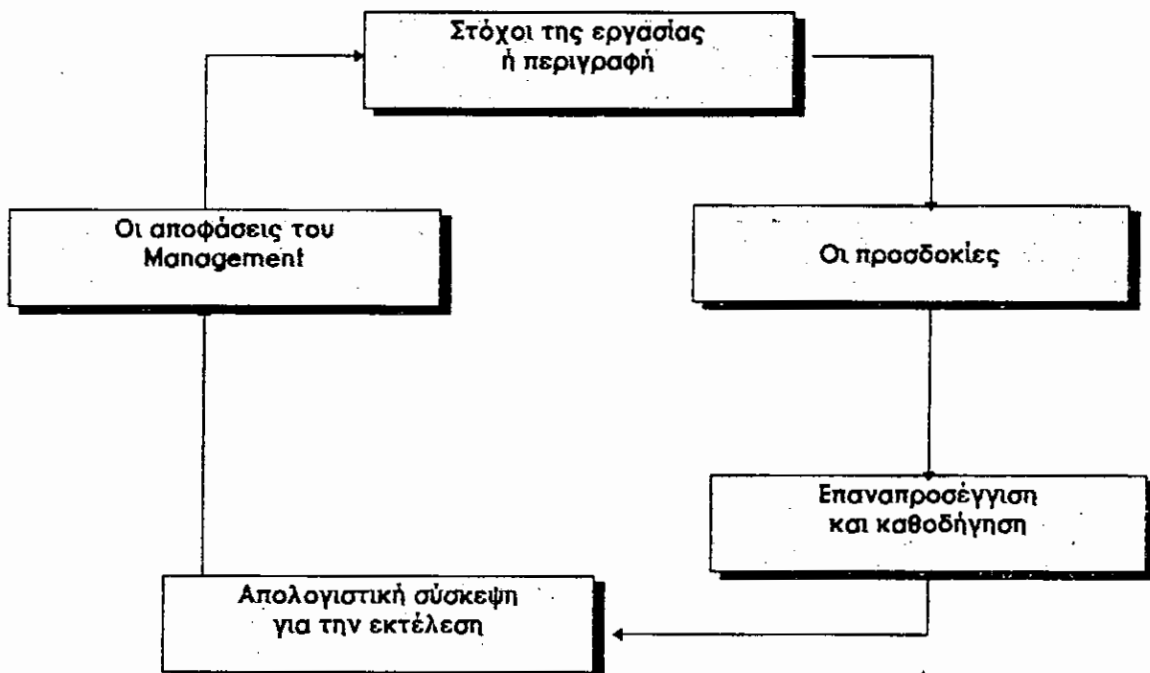 Στόχοι της εργασίας
ή περιγραφή
Οι αποφάσεις του
Management
Οι προσδοκίες
Επαναπροσέγγιση
και καθοδήγηση
Απολογιστική σύσκεψη
για την εκτέλεση